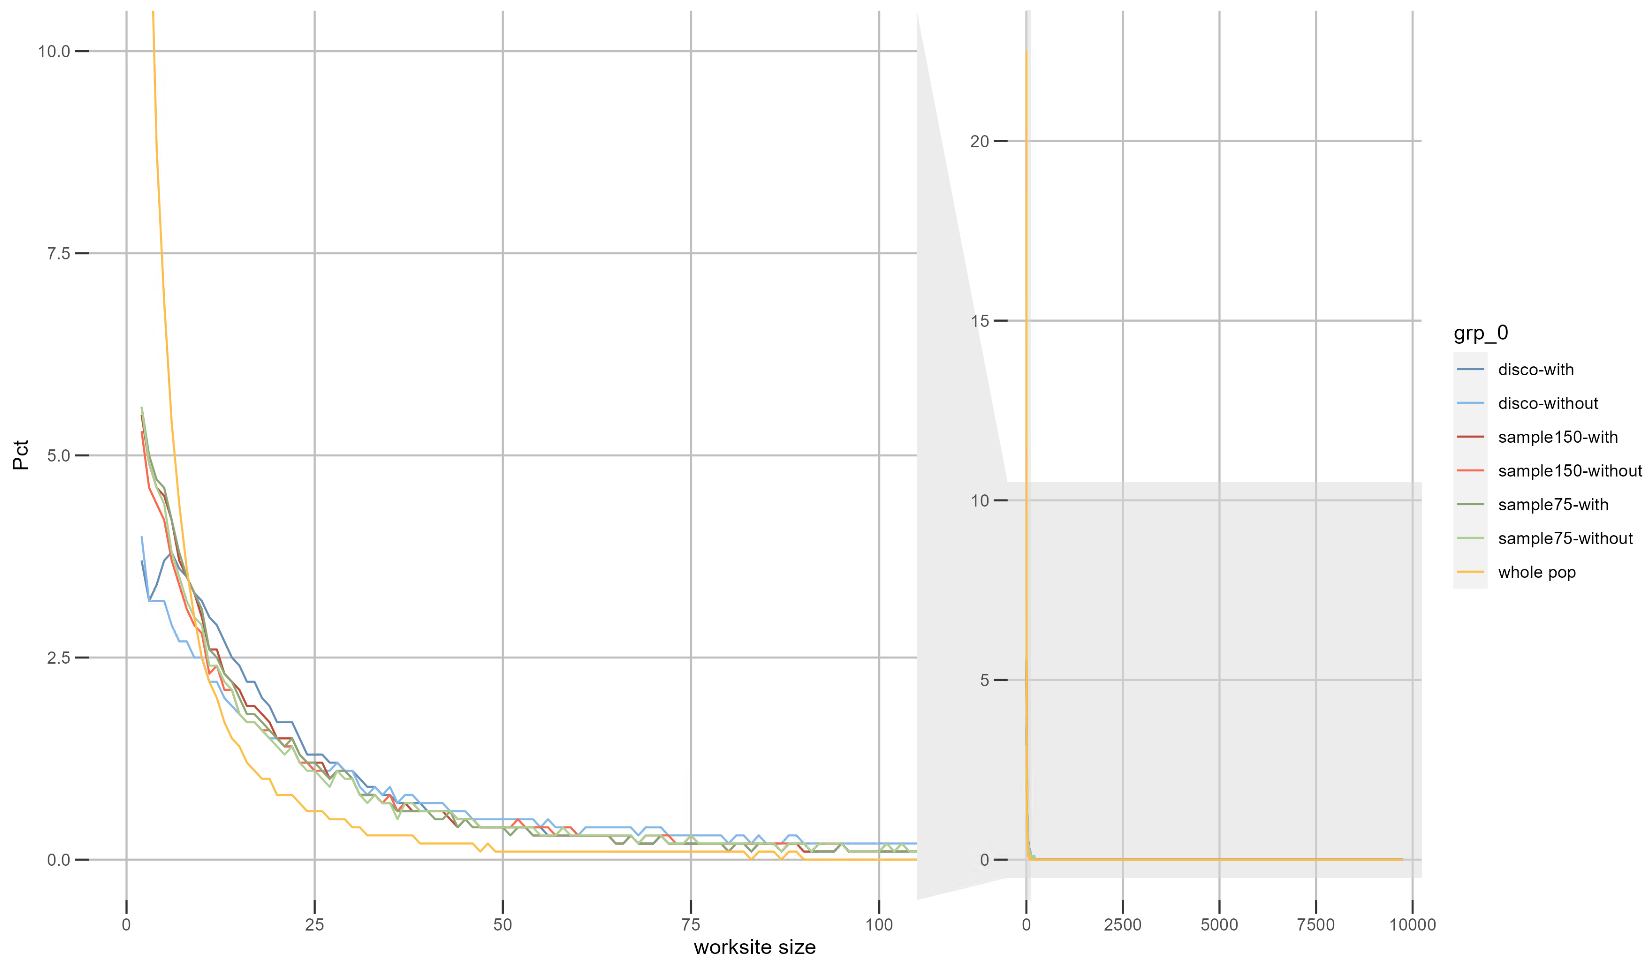 10.0
7.5
5.0
2.5
0.0
Pct
0
25
50
75
100
worksite size
20
15
10
5
0
0
2500
5000
7500
10000
grp_0
disco-with
disco-without
sample150-with
sample150-without
sample75-with
sample75-without
whole pop